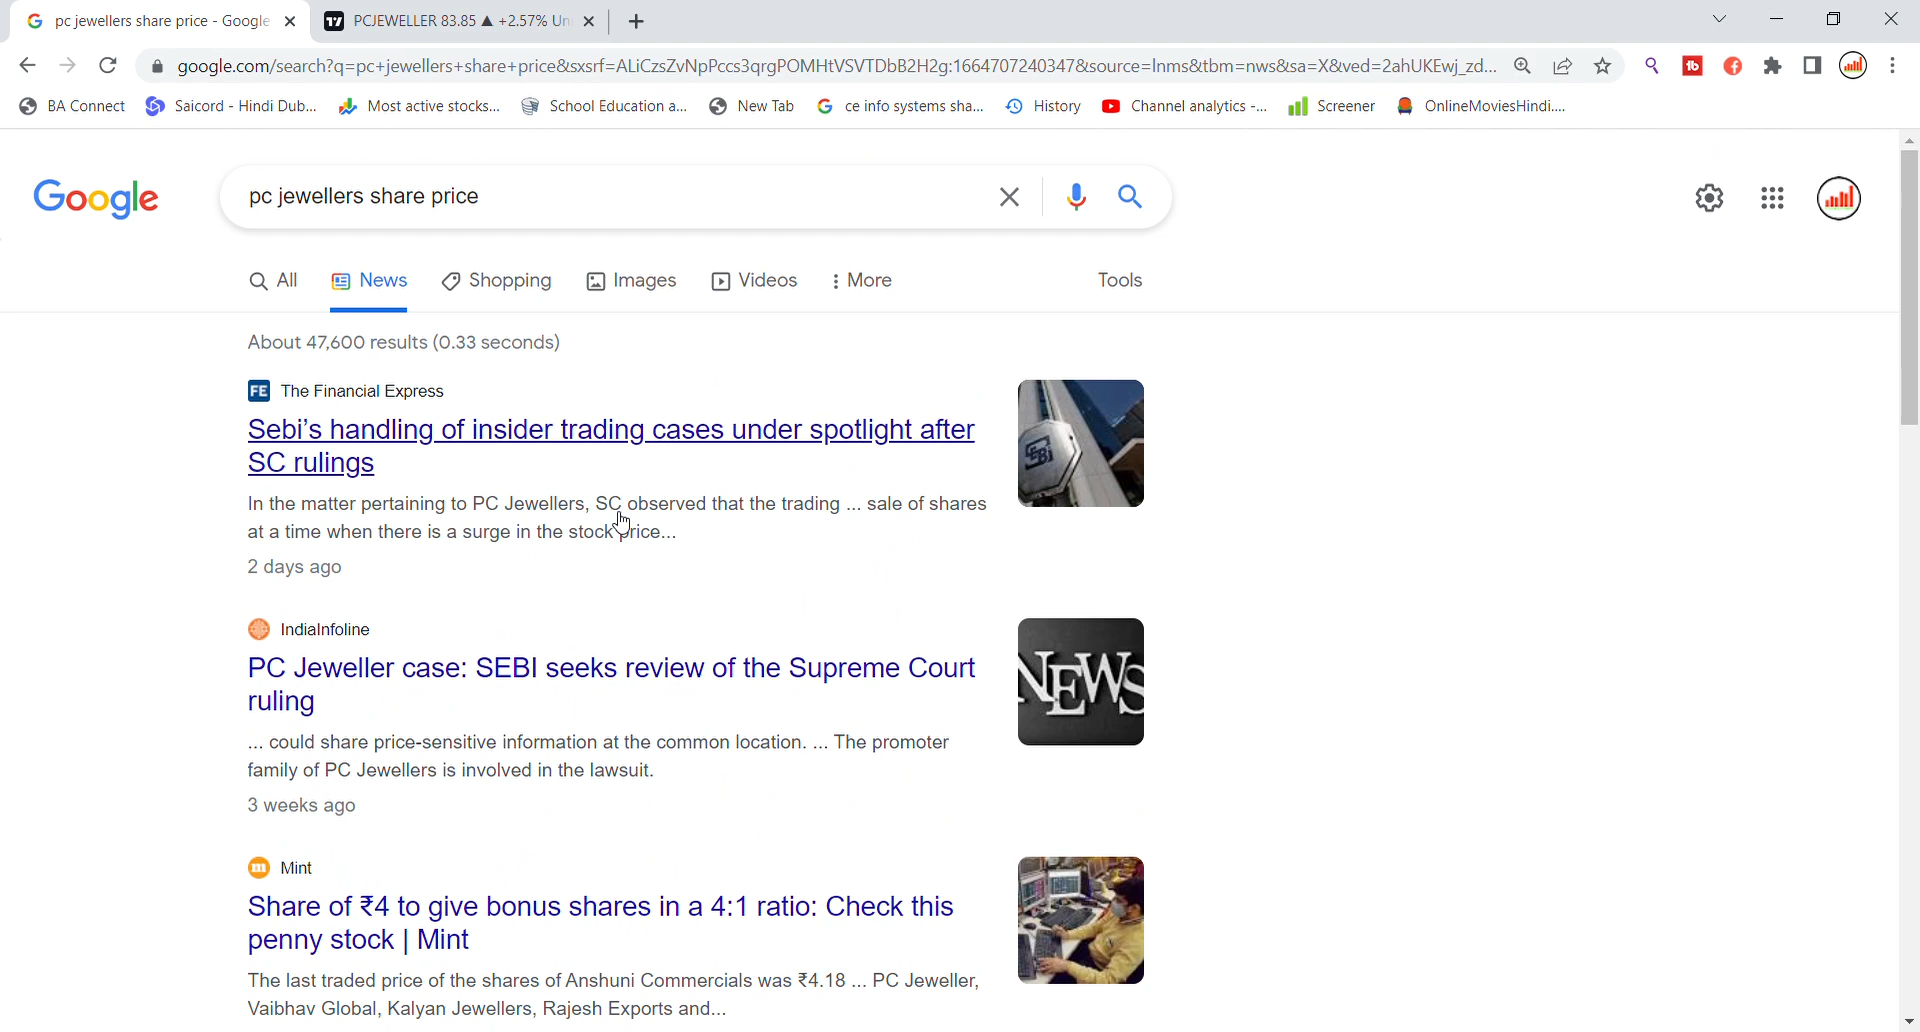 pc jewellers share price - Google
PCJEWELLER 83.85 ▲ +2.57% Un
google.com/search?q=pc+jewellers+share+price&sxsrf=ALiCzsZvNpPccs3qrgPOMHtVSVTDbB2H2g:1664707240347&source=lnms&tbm=nws&sa=X&ved=2ahUKEwj_zd...
BA Connect
Saicord - Hindi Dub...
Most active stocks...
School Education a...
New Tab
ce info systems sha...
History
Channel analytics -...
Screener
OnlineMoviesHindi....
Google
pc jewellers share price
All
News
Shopping
Images
Videos
More
Tools
About 47,600 results (0.33 seconds)
FE The Financial Express
Sebi's handling of insider trading cases under spotlight after
SC rulings
In the matter pertaining to PC Jewellers, SC observed that the trading ... sale of shares
at a time when there is a surge in the stock price...
2 days ago
SEBI
IndiaInfoline
PC Jeweller case: SEBI seeks review of the Supreme Court
ruling
... could share price-sensitive information at the common location. ... The promoter
family of PC Jewellers is involved in the lawsuit.
3 weeks ago
NEWS
m Mint
Share of ₹4 to give bonus shares in a 4:1 ratio: Check this
penny stock | Mint
The last traded price of the shares of Anshuni Commercials was ₹4.18 ... PC Jeweller,
Vaibhav Global, Kalyan Jewellers, Rajesh Exports and...